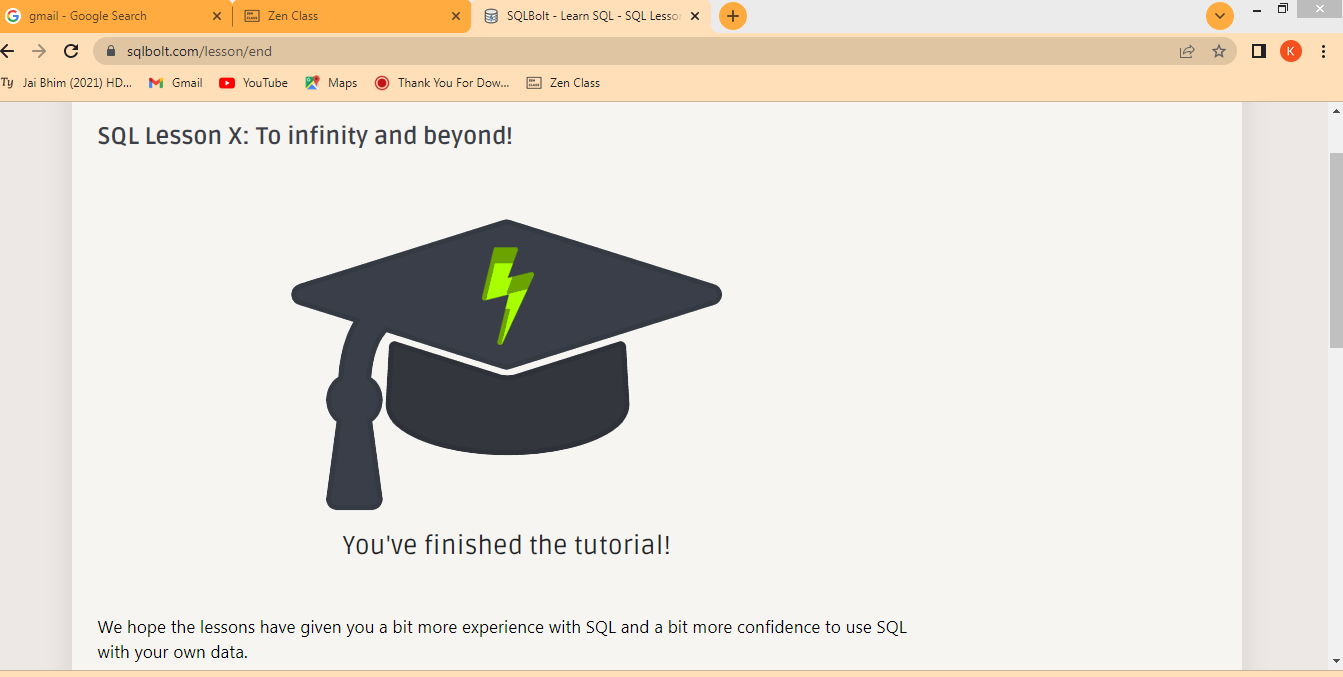 gmail - Google Search
Zen Class
SQLBolt - Learn SQL - SQL Lesson
sqlbolt.com/lesson/end
K
Ty Jai Bhim (2021) HD...
Gmail
YouTube
Maps
Thank You For Dow...
Zen Class
SQL Lesson X: To infinity and beyond!
You've finished the tutorial!
We hope the lessons have given you a bit more experience with SQL and a bit more confidence to use SQL
with your own data.